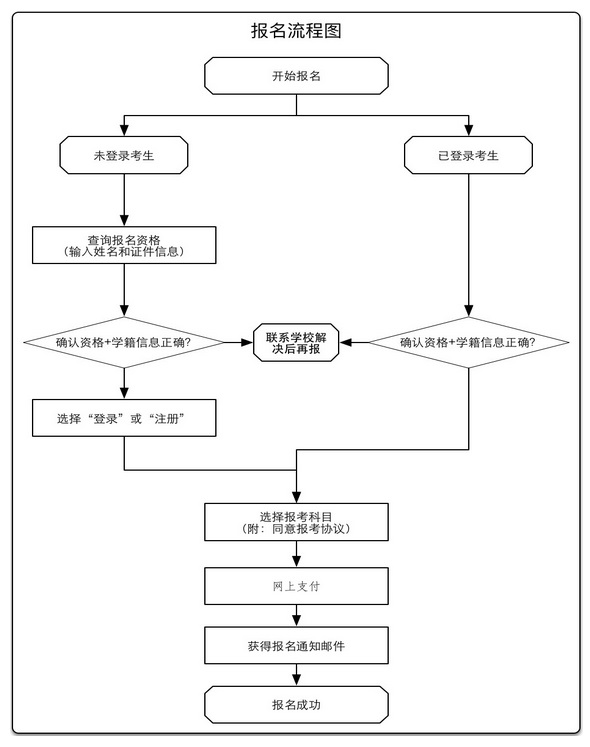 报名流程图
开始报名
未登录考生
已登录考生
查询报名资格
（输入姓名和证件信息）
确认资格+学籍信息正确?
联系学校解
决后再报
确认资格+学籍信息正确?
选择“登录”或“注册”
选择报考科目
（附：同意报考协议）
网上支付
获得报名通知邮件
报名成功